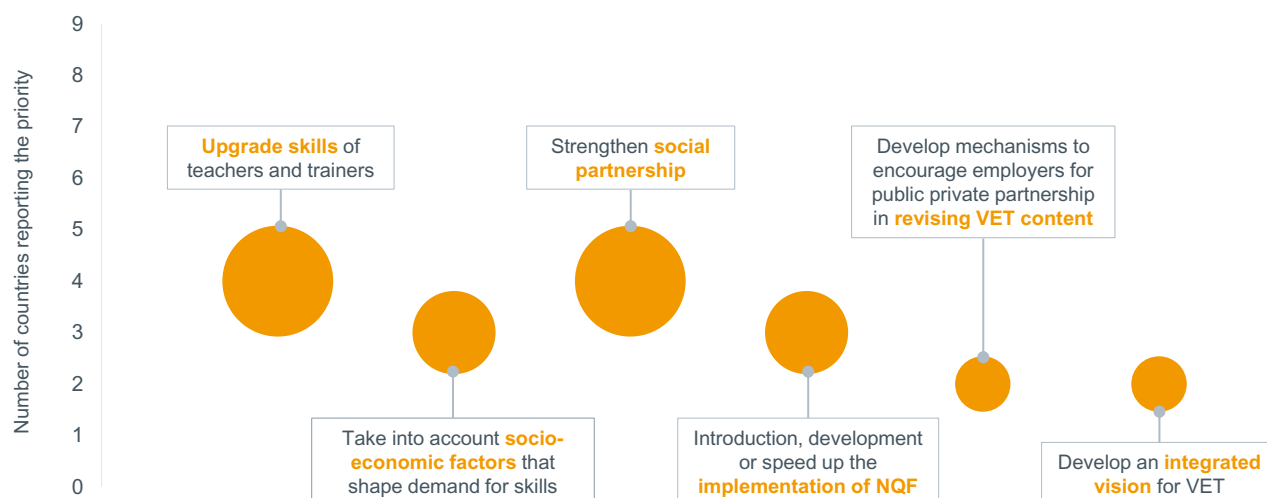 Number of countries reporting the priority
9
8
7
6
5
4
3
2
1
0
Upgrade skills of
teachers and trainers
Take into account socio-
economic factors that
shape demand for skills
Strengthen social
partnership
Introduction, development
or speed up the
implementation of NQF
Develop mechanisms to
encourage employers for
public private partnership
in revising VET content
Develop an integrated
vision for VET